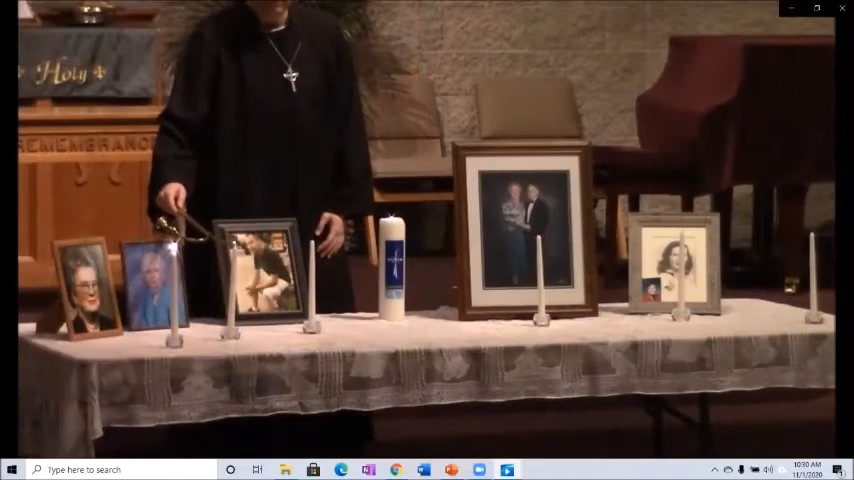 Holy
REMEMBRANCE
Type here to search
10:30 AM
11/1/2020